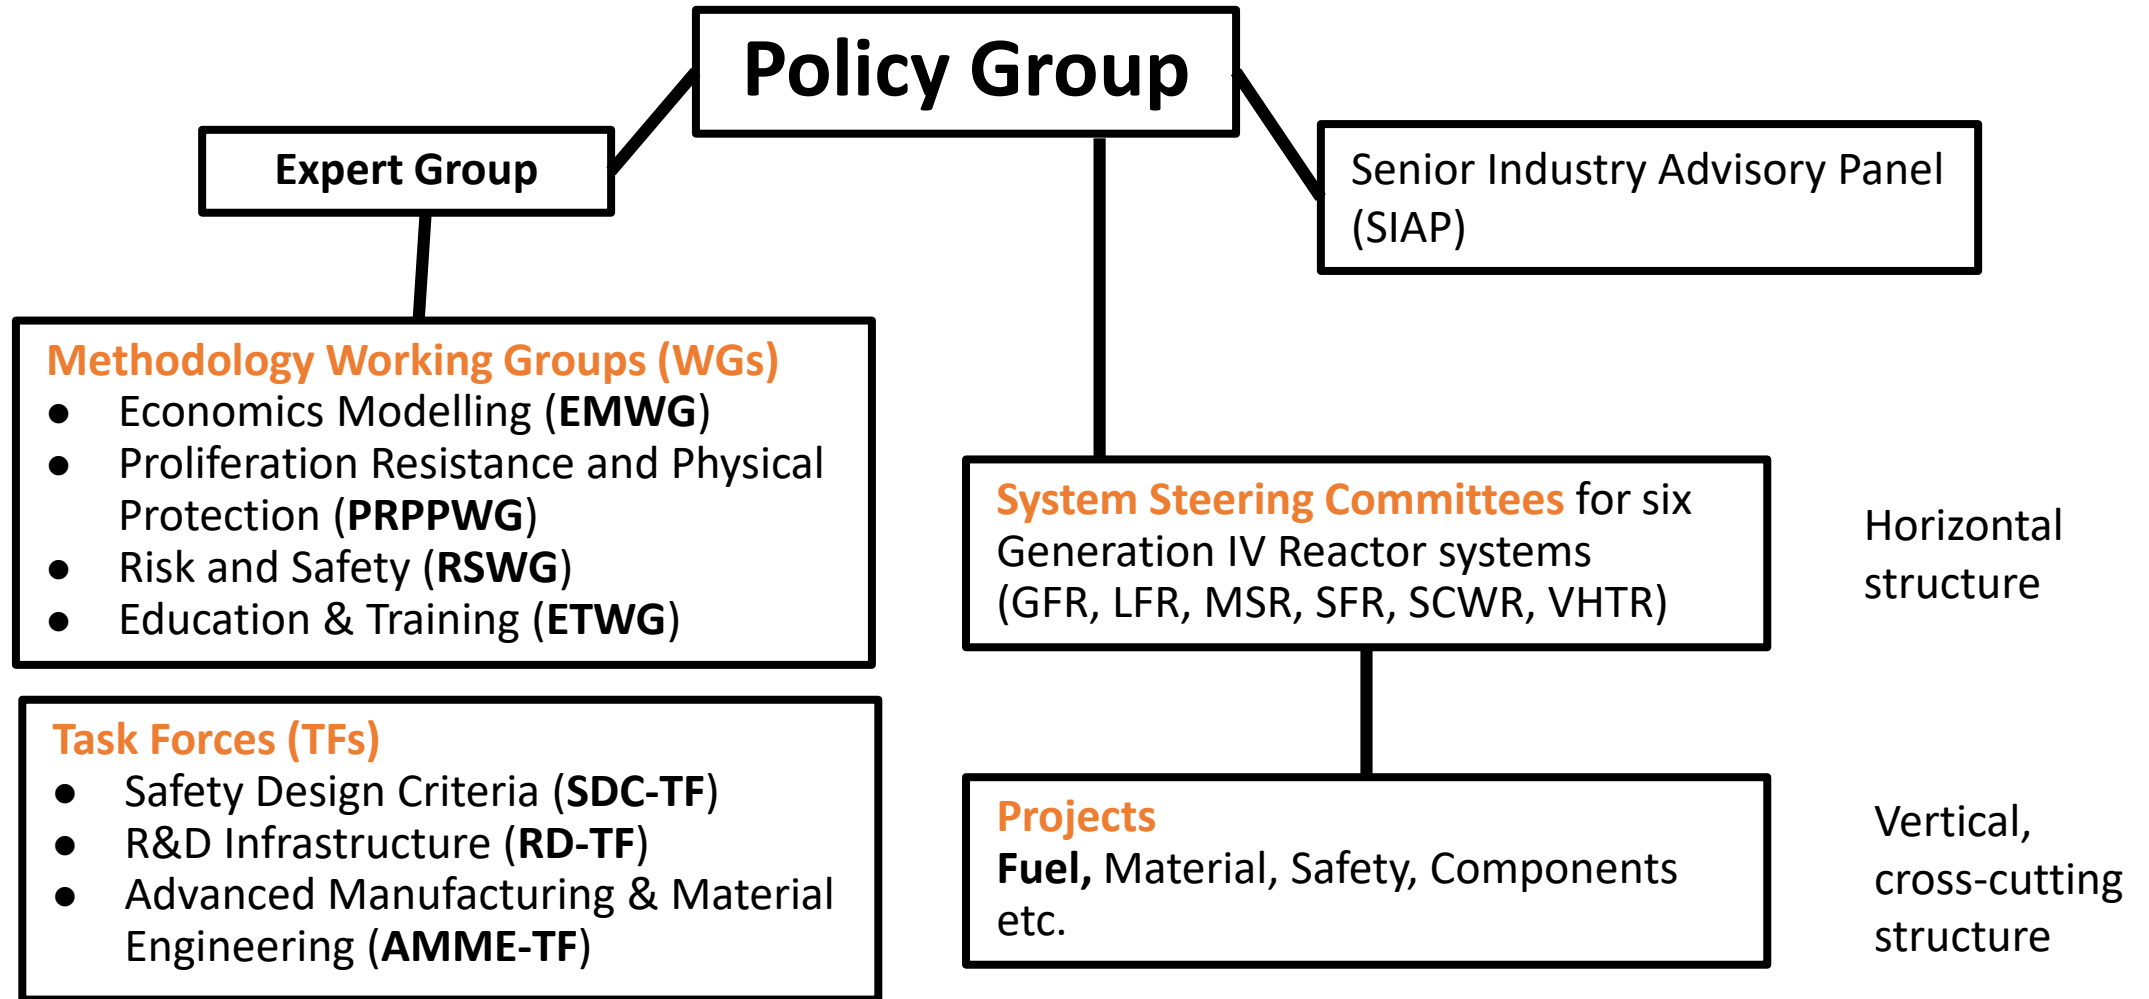 Policy Group
Expert Group
Senior Industry Advisory Panel
(SIAP)
Methodology Working Groups (WGs)
● Economics Modelling (EMWG)
● Proliferation Resistance and Physical
Protection (PRPPWG)
● Risk and Safety (RSWG)
● Education & Training (ETWG)
System Steering Committees for six
Generation IV Reactor systems
(GFR, LFR, MSR, SFR, SCWR, VHTR)
Horizontal
structure
Task Forces (TFs)
● Safety Design Criteria (SDC-TF)
● R&D Infrastructure (RD-TF)
● Advanced Manufacturing & Material
Engineering (AMME-TF)
Projects
Fuel, Material, Safety, Components
etc.
Vertical,
cross-cutting
structure